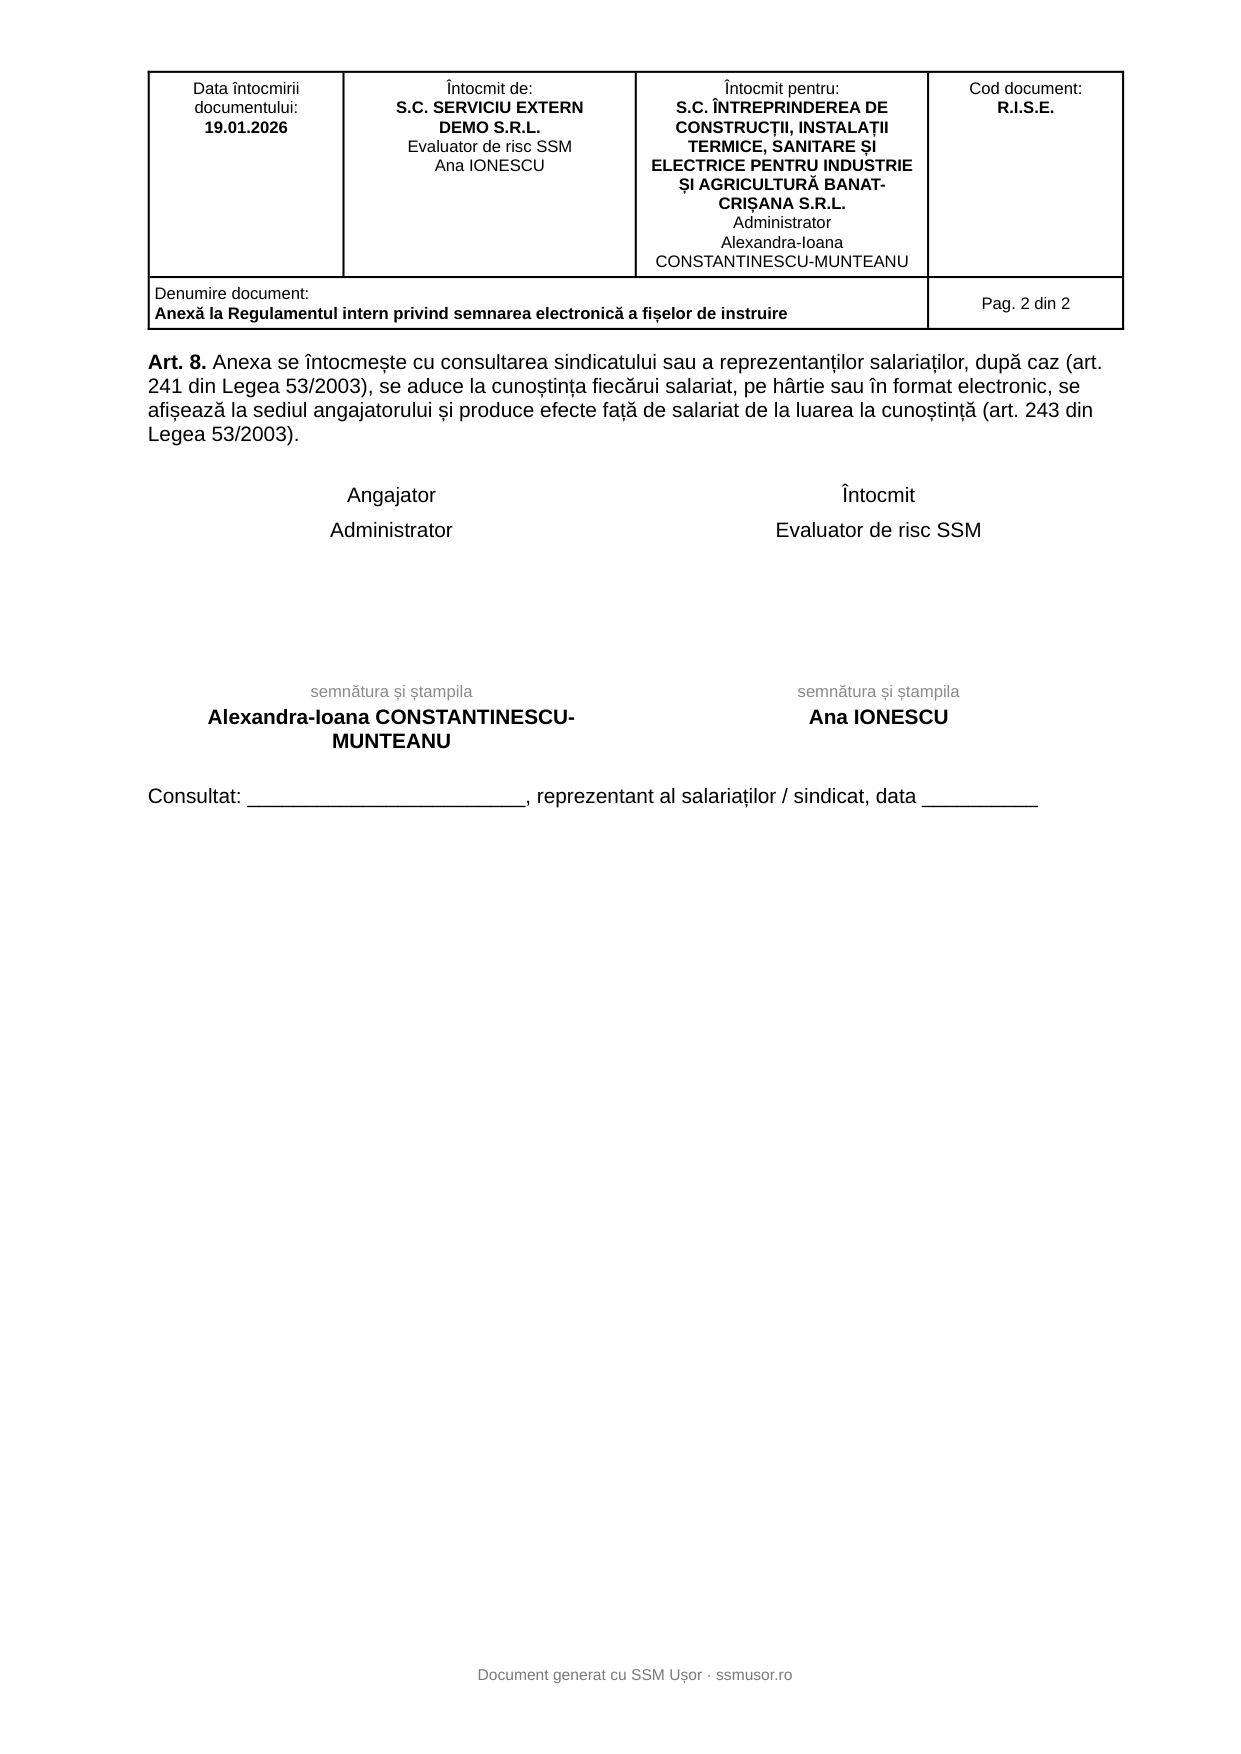 Data întocmirii
documentului:
19.01.2026
Întocmit de:
S.C. SERVICIU EXTERN
DEMO S.R.L.
Evaluator de risc SSM
Ana IONESCU
Întocmit pentru:
S.C. ÎNTREPRINDEREA DE
CONSTRUCȚII, INSTALAȚII
TERMICE, SANITARE ȘI
ELECTRICE PENTRU INDUSTRIE
ȘI AGRICULTURĂ BANAT-
CRIȘANA S.R.L.
Administrator
Alexandra-Ioana
CONSTANTINESCU-MUNTEANU
Cod document:
R.I.S.E.
Denumire document:
Anexă la Regulamentul intern privind semnarea electronică a fișelor de instruire
Pag. 2 din 2
Art. 8. Anexa se întocmește cu consultarea sindicatului sau a reprezentanților salariaților, după caz (art.
241 din Legea 53/2003), se aduce la cunoștința fiecărui salariat, pe hârtie sau în format electronic, se
afișează la sediul angajatorului și produce efecte față de salariat de la luarea la cunoștință (art. 243 din
Legea 53/2003).
Angajator
Administrator
semnătura și ștampila
Alexandra-Ioana CONSTANTINESCU-
MUNTEANU
Întocmit
Evaluator de risc SSM
semnătura și ștampila
Ana IONESCU
Consultat: ________________________, reprezentant al salariaților / sindicat, data __________
Document generat cu SSM Ușor · ssmusor.ro